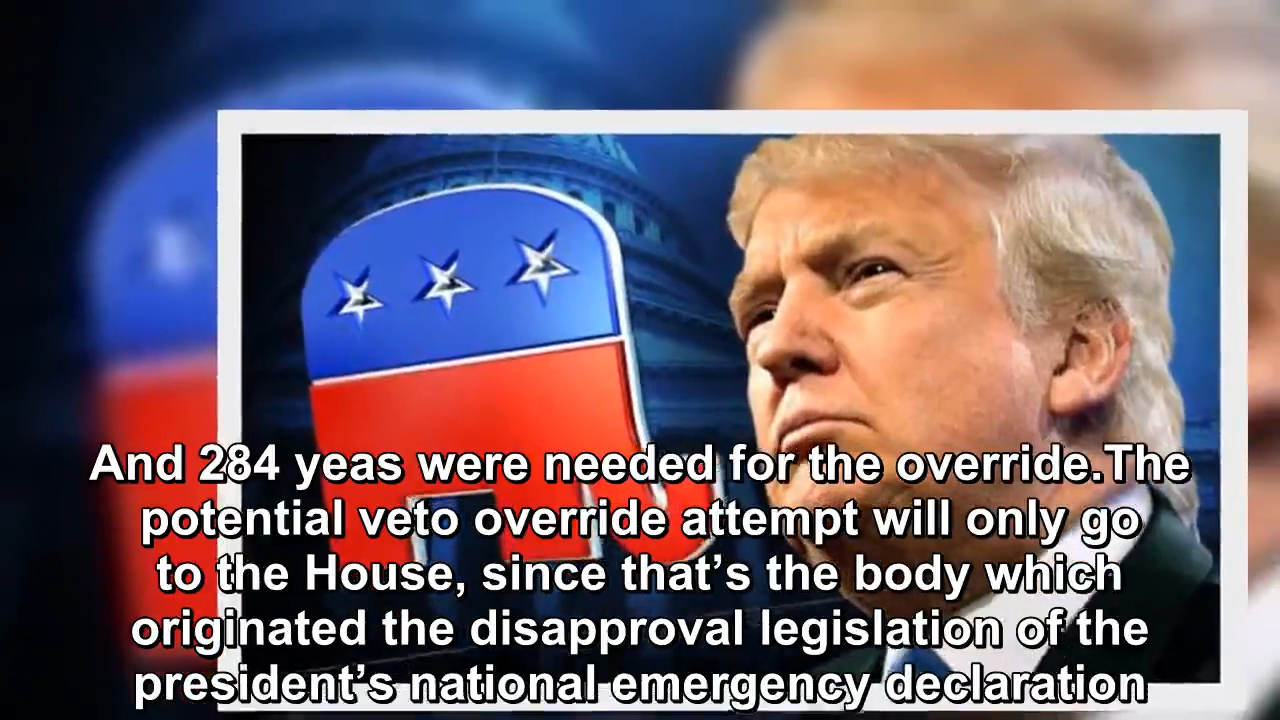 And 284 yeas were needed for the override.The
potential veto override attempt will only go
to the House, since that’s the body which
originated the disapproval legislation of the
president’s national emergency declaration